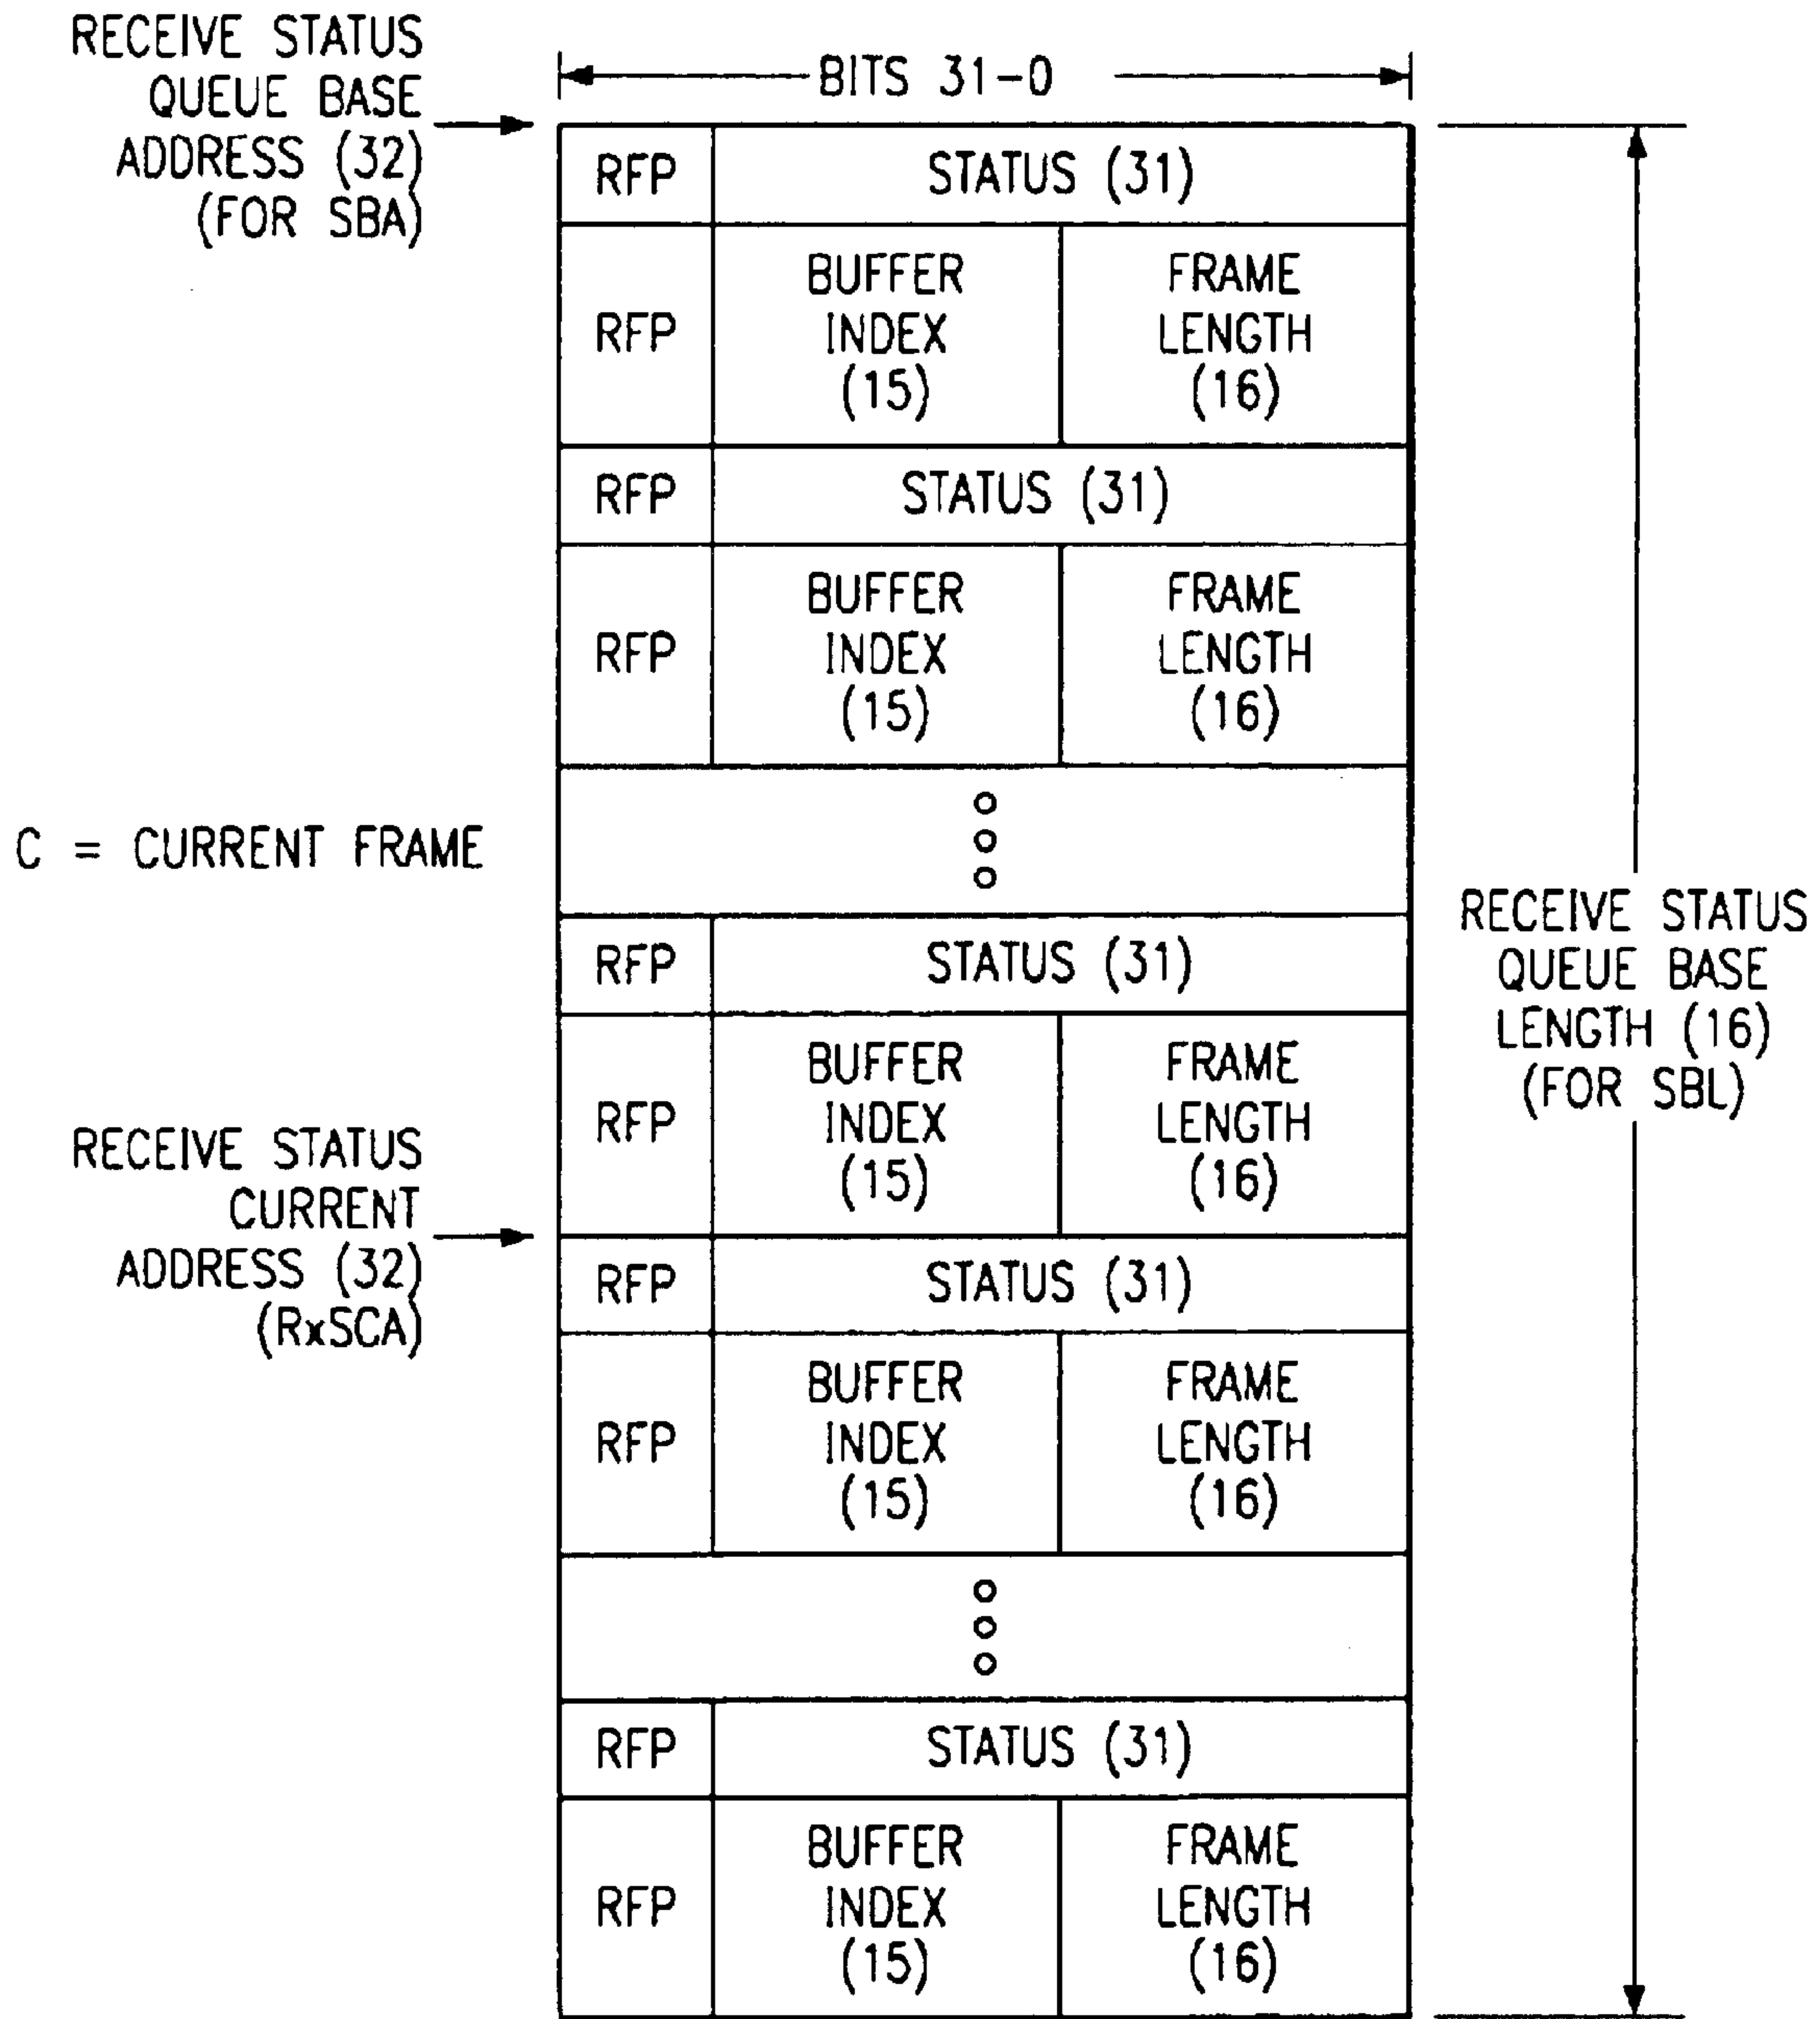 RECEIVE STATUS
QUEUE BASE
ADDRESS (32)
(FOR SBA)
BITS 31-0
RFP
STATUS (31)
RFP
BUFFER
INDEX
(15)
FRAME
LENGTH
(16)
RFP
STATUS (31)
RFP
BUFFER
INDEX
(15)
FRAME
LENGTH
(16)
C = CURRENT FRAME
RFP
STATUS (31)
RFP
BUFFER
INDEX
(15)
FRAME
LENGTH
(16)
RECEIVE STATUS
QUEUE BASE
LENGTH (16)
(FOR SBL)
RECEIVE STATUS
CURRENT
ADDRESS (32)
(RxSCA)
RFP
STATUS (31)
RFP
BUFFER
INDEX
(15)
FRAME
LENGTH
(16)
RFP
STATUS (31)
RFP
BUFFER
INDEX
(15)
FRAME
LENGTH
(16)